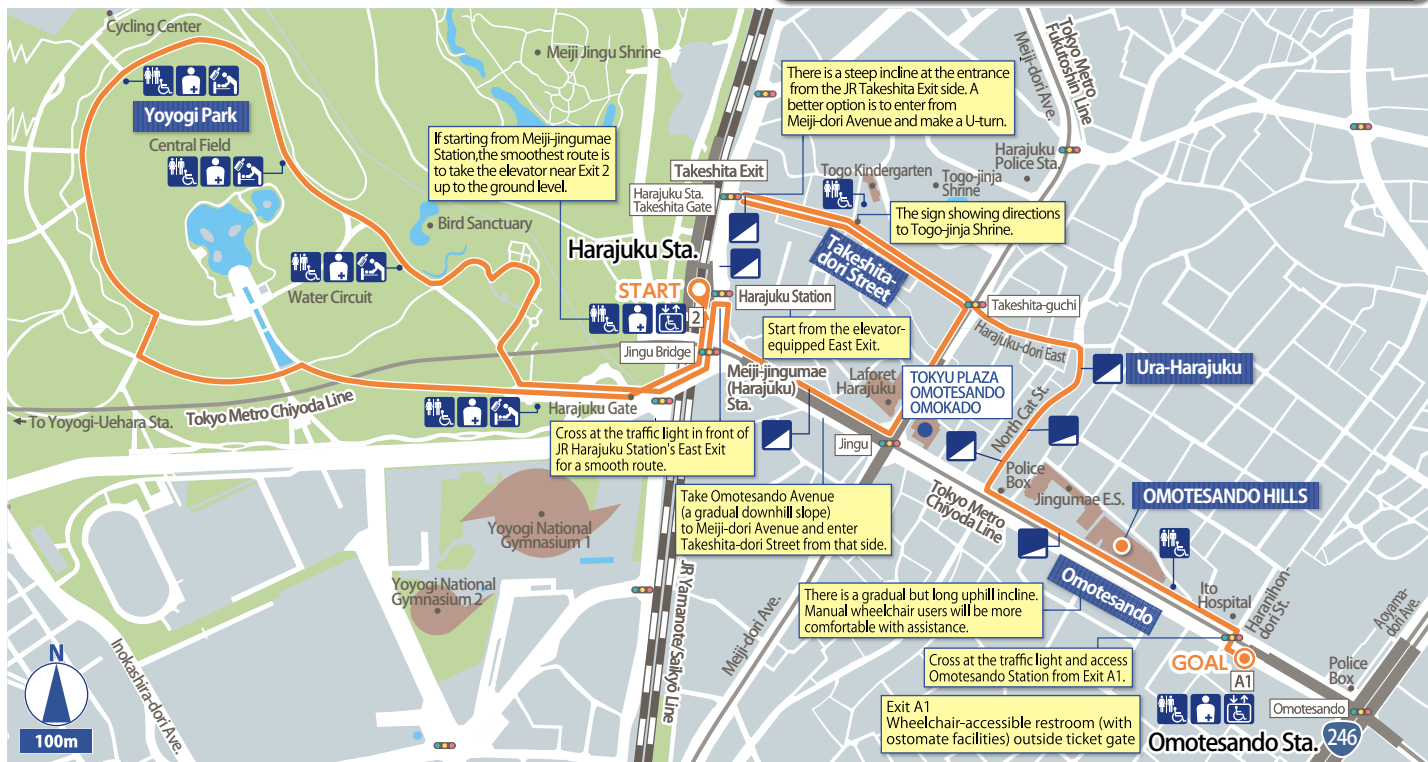 Cycling Center
Meiji Jingu Shrine
Meiji-dori Ave.
Tokyo Metro
Fukutoshin Line
Yoyogi Park
Central Field
If starting from Meiji-jingumae
Station,the smoothest route is
to take the elevator near Exit 2
up to the ground level.
There is a steep incline at the entrance
from the JR Takeshita Exit side. A
better option is to enter from
Meiji-dori Avenue and make a U-turn.
Harajuku
Police Sta.
Takeshita Exit
Harajuku Sta.
Takeshita Gate
Togo Kindergarten
Togo-jinja
Shrine
The sign showing directions
to Togo-jinja Shrine.
Bird Sanctuary
Harajuku Sta.
Takeshita-
dori Street
Water Circuit
START
2
Harajuku Station
Takeshita-guchi
Start from the elevator-
equipped East Exit.
Harajuku-dori East
Jingu Bridge
Meiji-jingumae
(Harajuku)
Sta.
Laforet
Harajuku
TOKYU PLAZA
OMOTESANDO
OMOKADO
Ura-Harajuku
To Yoyogi-Uehara Sta.
Tokyo Metro Chiyoda Line
Harajuku Gate
North Cat St.
Cross at the traffic light in front of
JR Harajuku Station's East Exit
for a smooth route.
Jingu
Police
Box
Jingumae E.S.
OMOTESANDO HILLS
Tokyo Metro
Chiyoda Line
Take Omotesando Avenue
(a gradual downhill slope)
to Meiji-dori Avenue and enter
Takeshita-dori Street from that side.
Yoyogi National
Gymnasium 1
Yoyogi National
Gymnasium 2
JR Yamanote/Saikyō Line
Meiji-dori Ave.
There is a gradual but long uphill incline.
Manual wheelchair users will be more
comfortable with assistance.
Omotesando
Ito
Hospital
Haranihon-
dori St.
Aoyama-
dori Ave.
Inokashira-dori Ave.
Cross at the traffic light and access
Omotesando Station from Exit A1.
GOAL
A1
Police
Box
Exit A1
Wheelchair-accessible restroom (with
ostomate facilities) outside ticket gate
Omotesando
Omotesando Sta.
246
N
100m